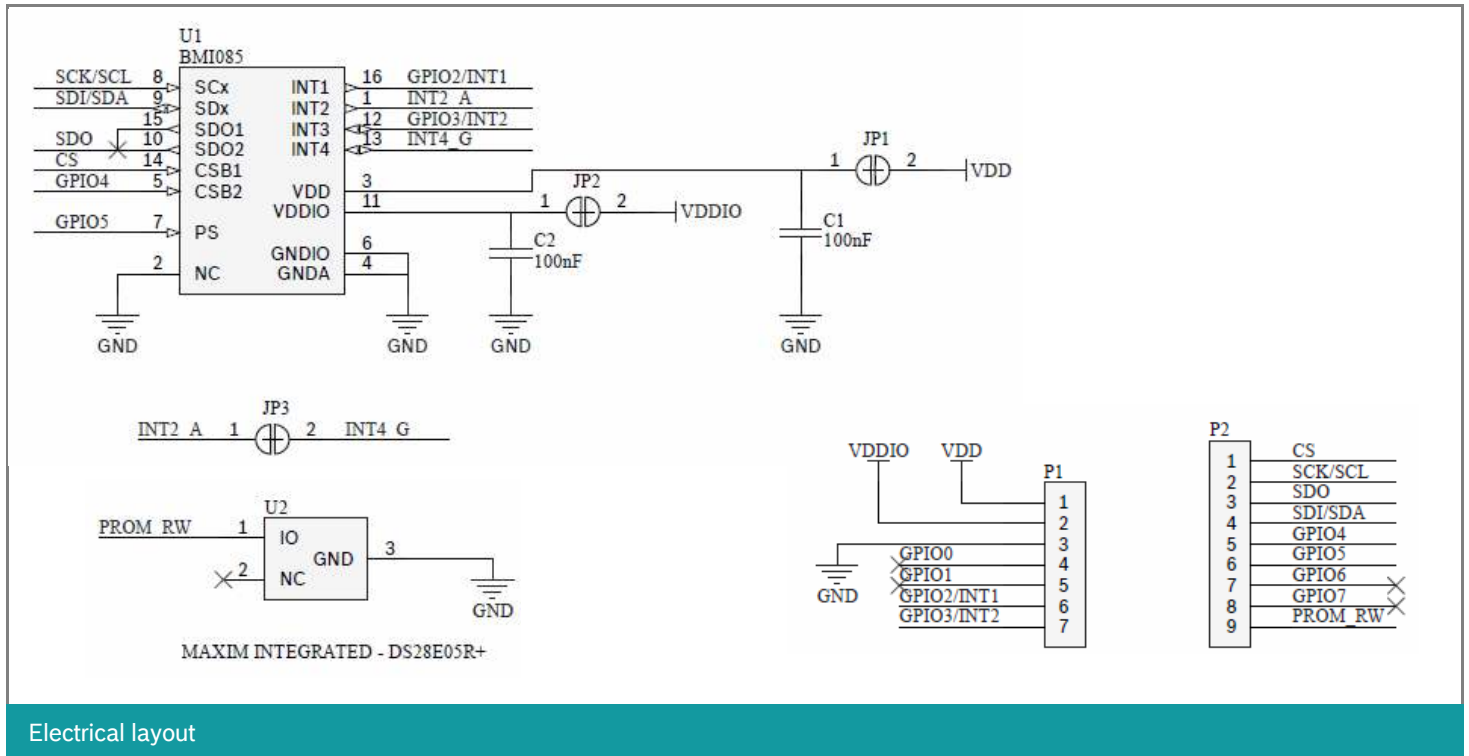 U1
BMI085
SCK/SCL 8 SCx INT1 16 GPIO2/INT1
SDI/SDA 9 SDx INT2 1 INT2_A
15 SDO1 INT3 12 GPIO3/INT2
SDO 10 SDO2 INT4 13 INT4_G
CS 14 CSB1
GPIO4 5 CSB2 VDD 3
VDDIO 11
GPIO5 7 PS
GNDIO 6
2 NC GNDA 4
JP1
1 2 VDD
JP2
1 2 VDDIO
C1
100nF
C2
100nF
GND GND GND GND
JP3
INT2_A 1 2 INT4_G
U2
PROM_RW 1 IO
GND 3
2 NC
GND
MAXIM INTEGRATED - DS28E05R+
VDDIO VDD
P1
1
2
3
GPIO0 4
GPIO1 5
GPIO2/INT1 6
GPIO3/INT2 7
GND
P2
1 CS
2 SCK/SCL
3 SDO
4 SDI/SDA
5 GPIO4
6 GPIO5
7 GPIO6
8 GPIO7
9 PROM_RW
Electrical layout